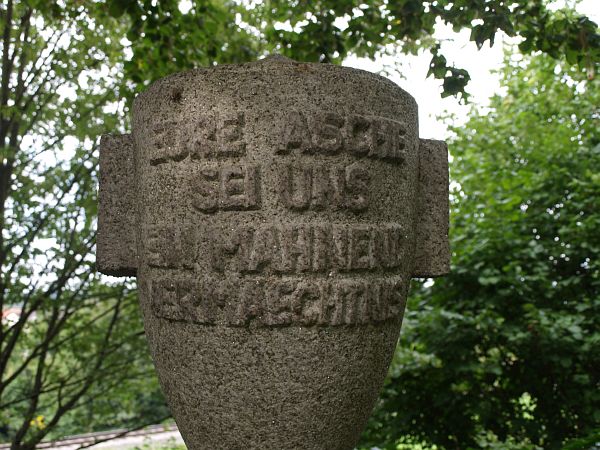 EURE ASCHE
SEI UNS
EIN MAHNEND
VERMAECHTNIS